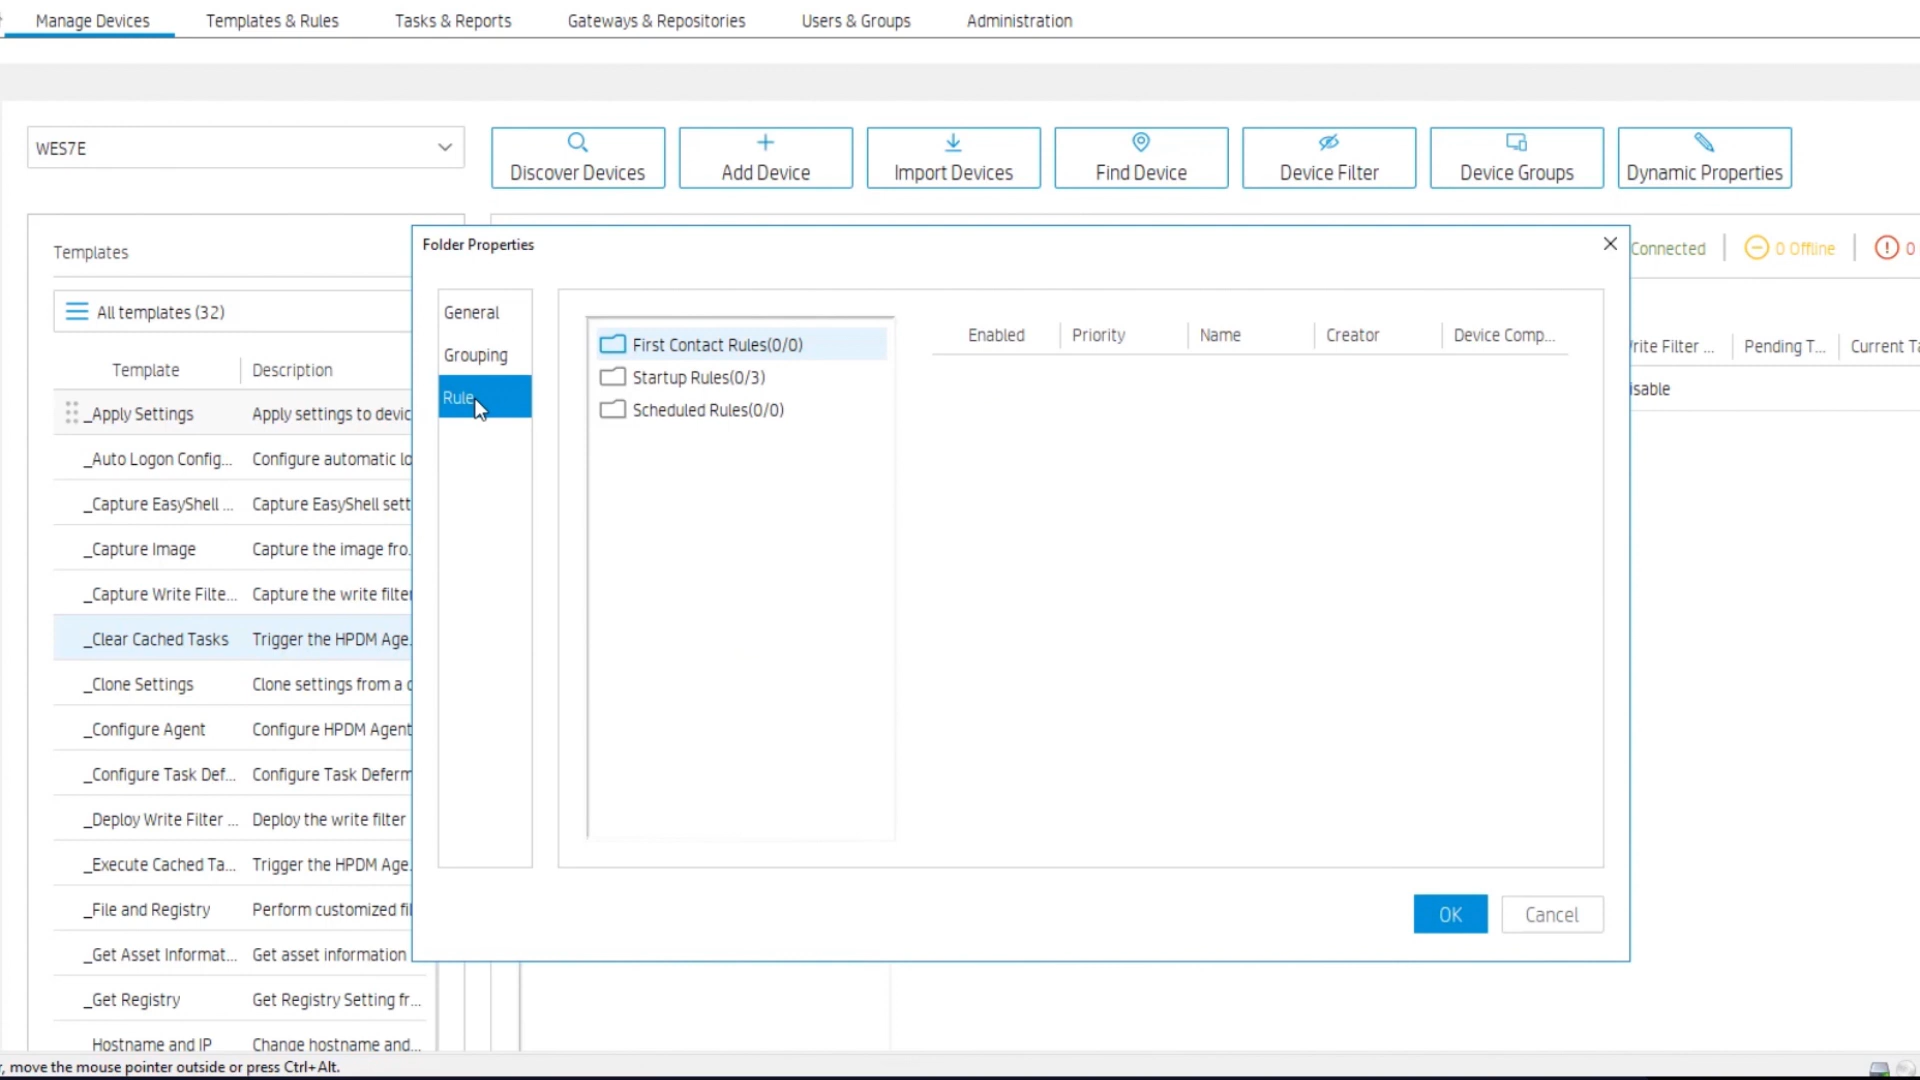 Manage Devices Templates & Rules Tasks & Reports Gateways & Repositories Users & Groups Administration
WES7E
Discover Devices Add Device Import Devices Find Device Device Filter Device Groups Dynamic Properties
Templates
All templates (32)
Template Description
_Apply Settings Apply settings to devic
_Auto Logon Config... Configure automatic lo
_Capture EasyShell ... Capture EasyShell sett
_Capture Image Capture the image fro.
_Capture Write Filte... Capture the write filter
_Clear Cached Tasks Trigger the HPDM Age.
_Clone Settings Clone settings from a d
_Configure Agent Configure HPDM Agent
_Configure Task Def... Configure Task Deferm
_Deploy Write Filter ... Deploy the write filter
_Execute Cached Ta... Trigger the HPDM Age.
_File and Registry Perform customized fil
_Get Asset Informat... Get asset information
_Get Registry Get Registry Setting fr...
Hostname and IP Change hostname and...
Folder Properties
General
Grouping
Rule
First Contact Rules(0/0)
Startup Rules(0/3)
Scheduled Rules(0/0)
Enabled Priority Name Creator Device Comp...
OK Cancel
Connected 0 Offline 0
Write Filter ... Pending T... Current Ta
isable
, move the mouse pointer outside or press Ctrl+Alt.